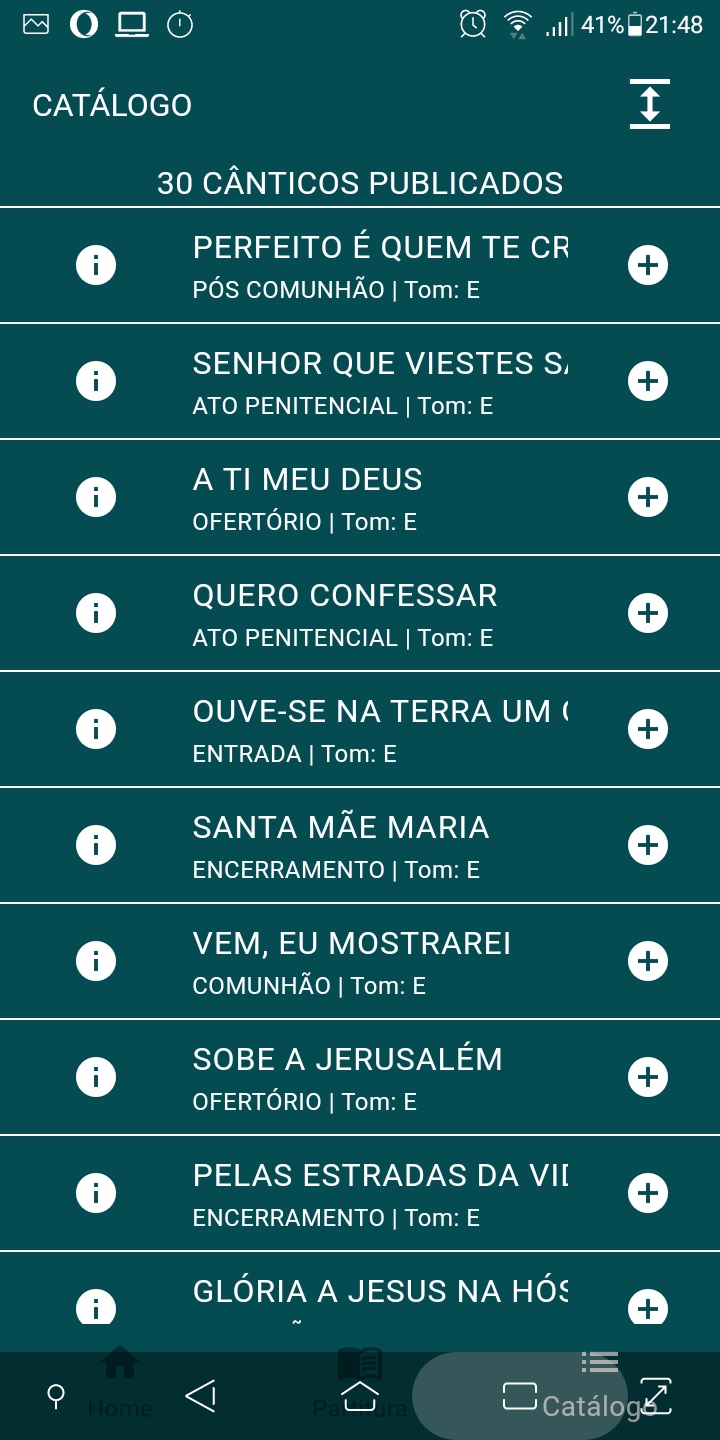 41% 21:48
CATÁLOGO
30 CÂNTICOS PUBLICADOS
PERFEITO É QUEM TE CR
PÓS COMUNHÃO | Tom: E
SENHOR QUE VIESTES SA
ATO PENITENCIAL | Tom: E
A TI MEU DEUS
OFERTÓRIO | Tom: E
QUERO CONFESSAR
ATO PENITENCIAL | Tom: E
OUVE-SE NA TERRA UM
ENTRADA | Tom: E
SANTA MÃE MARIA
ENCERRAMENTO | Tom: E
VEM, EU MOSTRAREI
COMUNHÃO | Tom: E
SOBE A JERUSALÉM
OFERTÓRIO | Tom: E
PELAS ESTRADAS DA VID
ENCERRAMENTO | Tom: E
GLÓRIA A JESUS NA HÓS
Home Partitura Catálogo